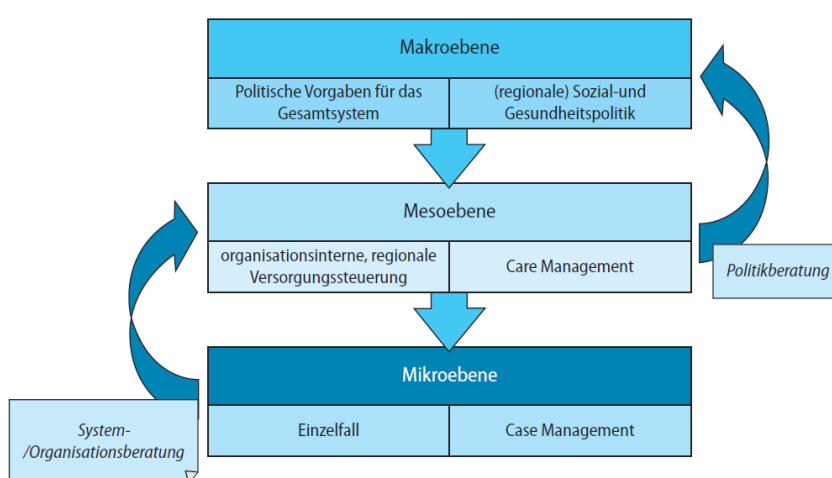 Makroebene
Politische Vorgaben für das
Gesamtsystem
(regionale) Sozial-und
Gesundheitspolitik
Mesoebene
organisationsinterne, regionale
Versorgungssteuerung
Care Management
Politikberatung
Mikroebene
Einzelfall
Case Management
System-
/Organisationsberatung